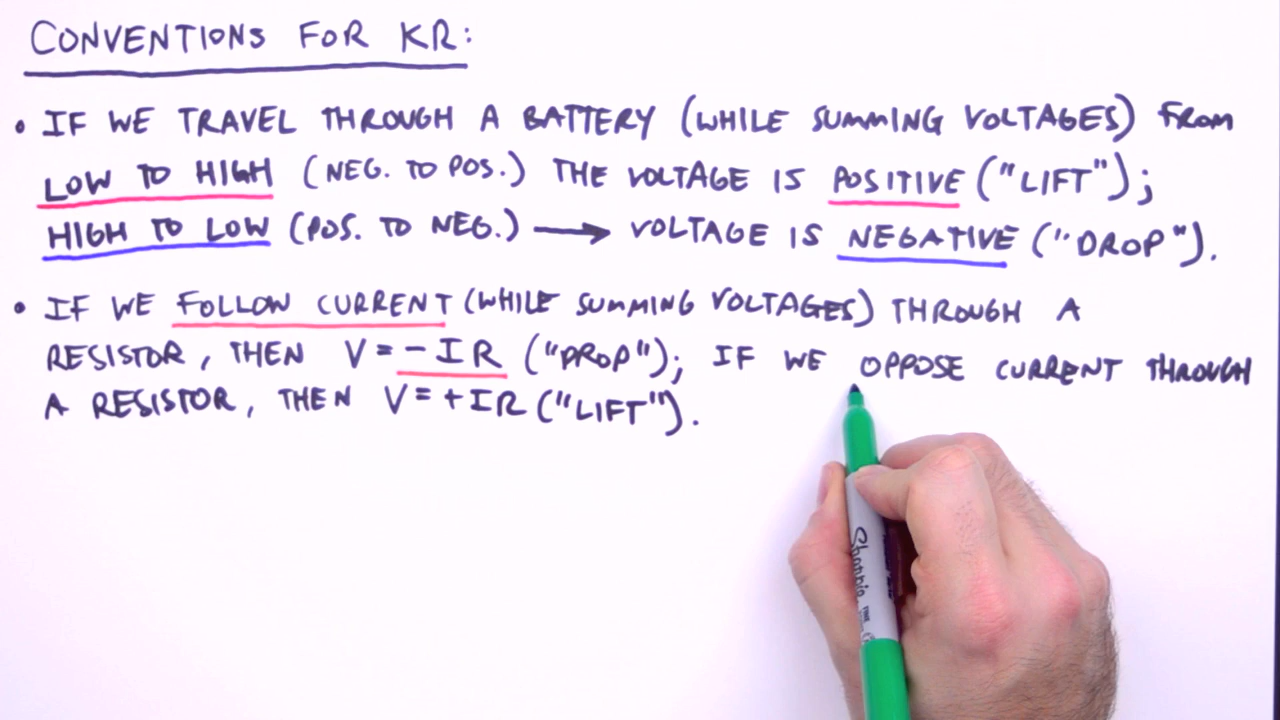 CONVENTIONS FOR KR:
• IF WE TRAVEL THROUGH A BATTERY (WHILE SUMMING VOLTAGES) FROM
LOW TO HIGH (NEG. TO POS.) THE VOLTAGE IS POSITIVE ("LIFT");
HIGH TO LOW (POS. TO NEG.) ⟶ VOLTAGE IS NEGATIVE ("DROP").
• IF WE FOLLOW CURRENT (WHILE SUMMING VOLTAGES) THROUGH A
RESISTOR, THEN V = -IR ("DROP"); IF WE OPPOSE CURRENT THROUGH
A RESISTOR, THEN V = +IR ("LIFT").
Sharpie
FINE